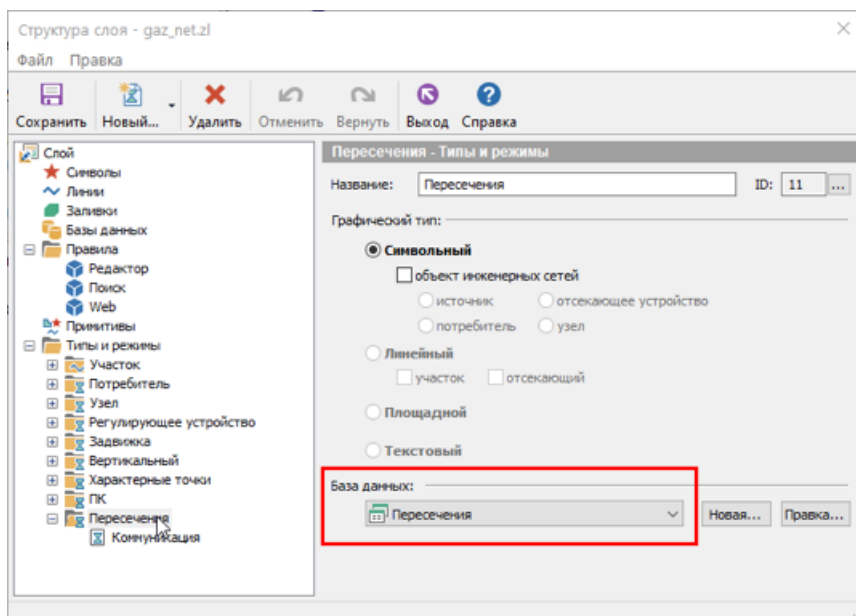 Структура слоя - gaz_net.zl
Файл Правка
Сохранить Новый... Удалить Отменить Вернуть Выход Справка
Слой
Символы
Линии
Заливки
Базы данных
Правила
Редактор
Поиск
Web
Примитивы
Типы и режимы
Участок
Потребитель
Узел
Регулирующее устройство
Задвижка
Вертикальный
Характерные точки
ПК
Пересечения
Коммуникация
Пересечения - Типы и режимы
Название: Пересечения ID: 11 ...
Графический тип:
Символьный
объект инженерных сетей
источник отсекающее устройство
потребитель узел
Линейный
участок отсекающий
Площадной
Текстовый
База данных:
Пересечения Новая... Правка...